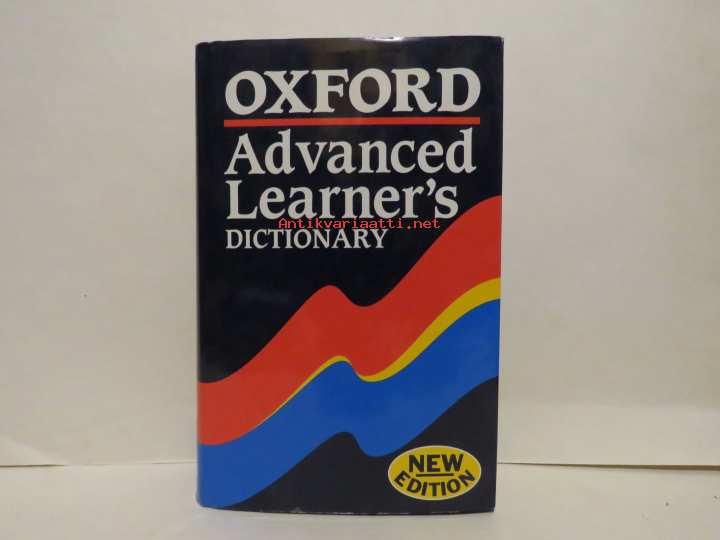 OXFORD
Advanced
Learner's
Antikvariaatti.net
DICTIONARY
NEW
EDITION